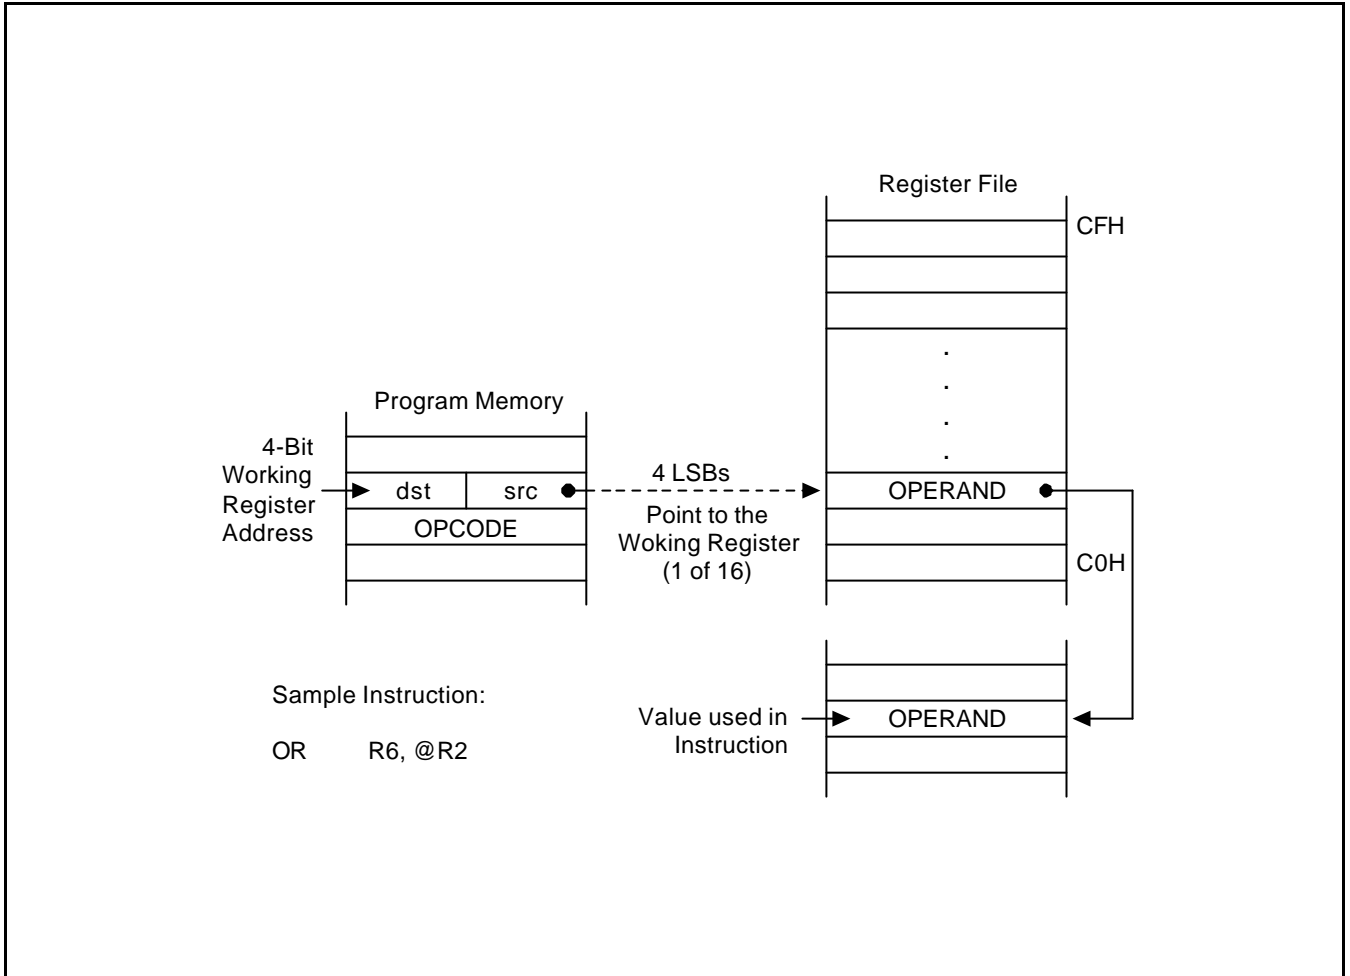 Register File
CFH
.
.
.
.
Program Memory
4-Bit
Working
Register
Address
dst
src
OPCODE
4 LSBs
Point to the
Woking Register
(1 of 16)
OPERAND
C0H
Sample Instruction:
OR R6, @R2
Value used in
Instruction
OPERAND